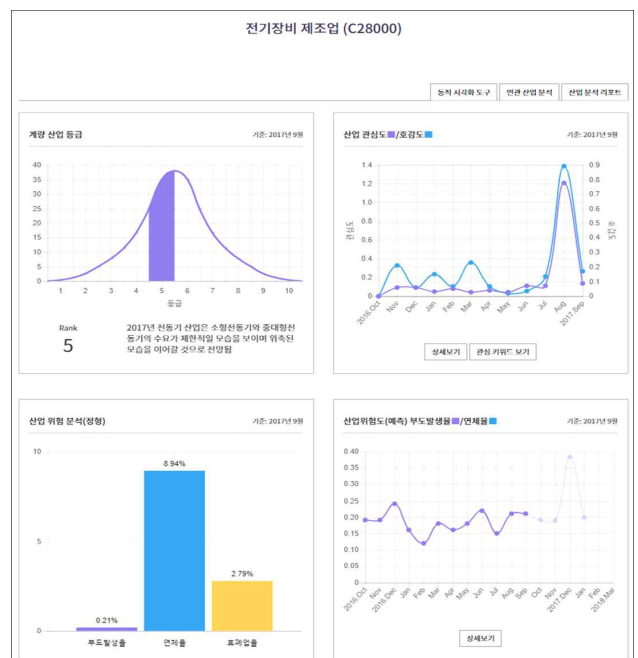 전기장비 제조업 (C28000)
동적 시각화 도구
연관 산업 분석
산업 분석 리포트
계량 산업 등급
기준: 2017년 9월
40
35
30
25
20
15
10
5
0
1 2 3 4 5 6 7 8 9 10
등급
Rank
5
2017년 전동기 산업은 소형전동기와 중대형전
동기의 수요가 제한적일 모습을 보이며 위축된
모습을 이어갈 것으로 전망됨
산업 관심도/호감도
기준: 2017년 9월
1.4
1.2
1.0
0.8
0.6
0.4
0.2
0
관심도
0.9
0.8
0.7
0.6
0.5
0.4
0.3
0.2
0.1
0
호감도
2016.Oct Nov Dec Jan Feb Mar Apr May Jun Jul Aug 2017.Sep
상세보기
관심 키워드 보기
산업 위험 분석(정형)
기준: 2017년 9월
10
5
0
0.21%
8.94%
2.79%
부도발생율 연체율 휴폐업율
산업위험도(예측) 부도발생율/연체율
기준: 2017년 9월
0.40
0.35
0.30
0.25
0.20
0.15
0.10
0.05
0
2016.Oct Nov 2016.Dec Jan Feb Mar Apr May Jun Jul Aug Sep Oct Nov 2017.Dec Jan Feb 2018.Mar
상세보기